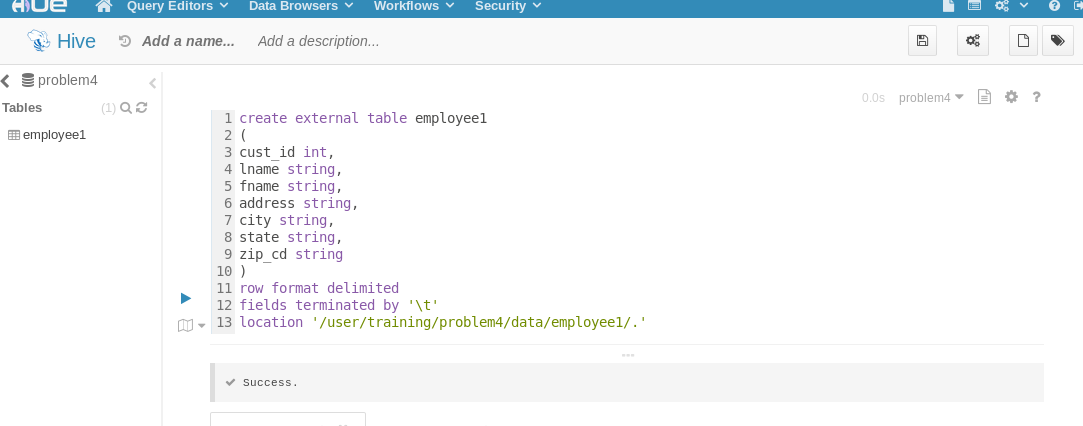 HUE Query Editors Data Browsers Workflows Security ?
Hive Add a name... Add a description...
problem4
Tables (1)
employee1
0.0s problem4 ?
1 create external table employee1
2 (
3 cust_id int,
4 lname string,
5 fname string,
6 address string,
7 city string,
8 state string,
9 zip_cd string
10 )
11 row format delimited
12 fields terminated by '\t'
13 location '/user/training/problem4/data/employee1/.'
Success.